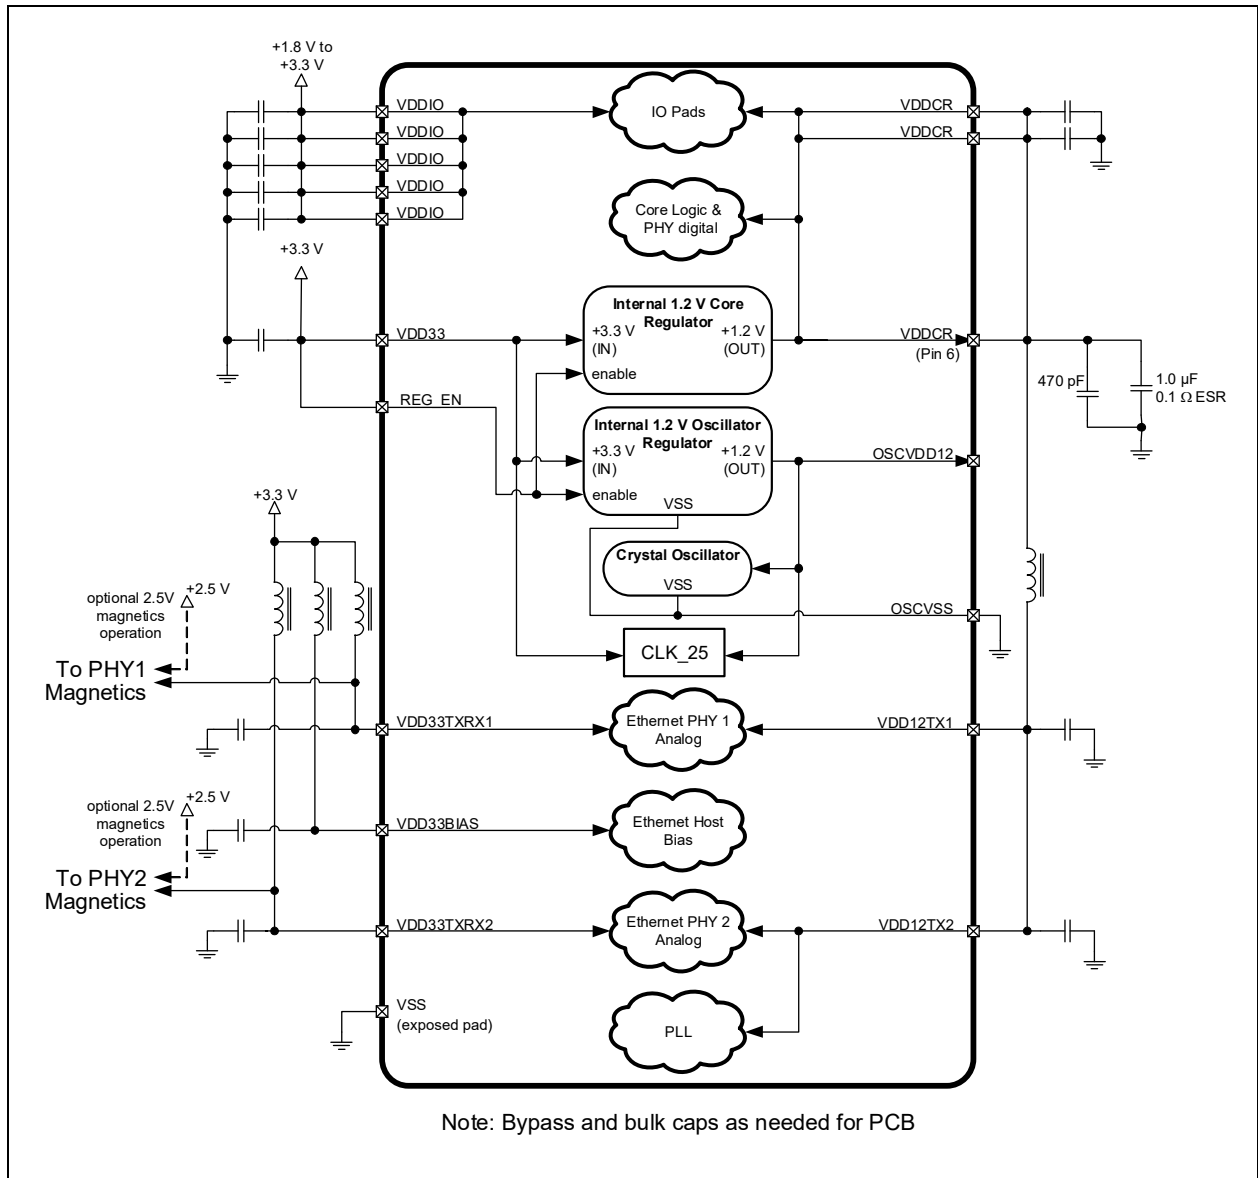 +1.8 V to
+3.3 V
VDDIO
VDDIO
VDDIO
VDDIO
VDDIO
IO Pads
VDDCR
VDDCR
Core Logic &
PHY digital
+3.3 V
VDD33
Internal 1.2 V Core
Regulator
+3.3 V
(IN)
+1.2 V
(OUT)
enable
VDDCR
(Pin 6)
470 pF
1.0 µF
0.1 Ω ESR
REG_EN
Internal 1.2 V Oscillator
Regulator
+3.3 V
(IN)
+1.2 V
(OUT)
enable
VSS
OSCVDD12
Crystal Oscillator
VSS
OSCVSS
CLK_25
+3.3 V
optional 2.5V
magnetics
operation
+2.5 V
To PHY1
Magnetics
VDD33TXRX1
Ethernet PHY 1
Analog
VDD12TX1
optional 2.5V
magnetics
operation
+2.5 V
VDD33BIAS
Ethernet Host
Bias
To PHY2
Magnetics
VDD33TXRX2
Ethernet PHY 2
Analog
VDD12TX2
VSS
(exposed pad)
PLL
Note: Bypass and bulk caps as needed for PCB